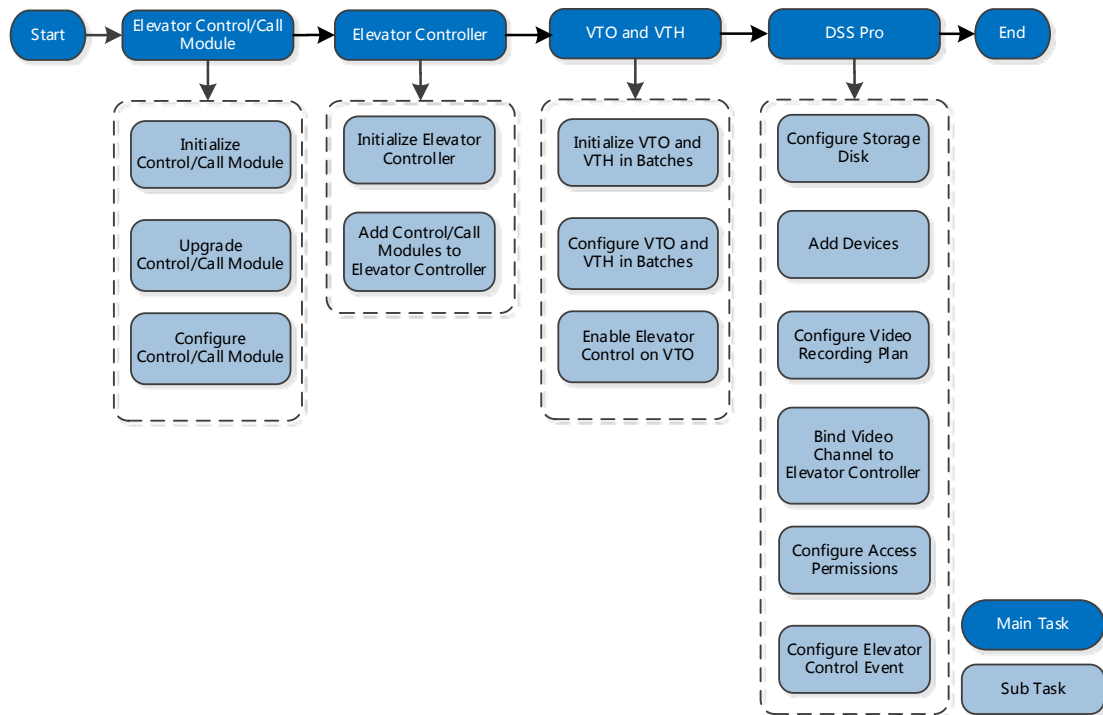 Start
Elevator Control/Call
Module
Elevator Controller
VTO and VTH
DSS Pro
End
Initialize
Control/Call Module
Upgrade
Control/Call Module
Configure
Control/Call Module
Initialize Elevator
Controller
Add Control/Call
Modules to
Elevator Controller
Initialize VTO and
VTH in Batches
Configure VTO and
VTH in Batches
Enable Elevator
Control on VTO
Configure Storage
Disk
Add Devices
Configure Video
Recording Plan
Bind Video
Channel to
Elevator Controller
Configure Access
Permissions
Configure Elevator
Control Event
Main Task
Sub Task